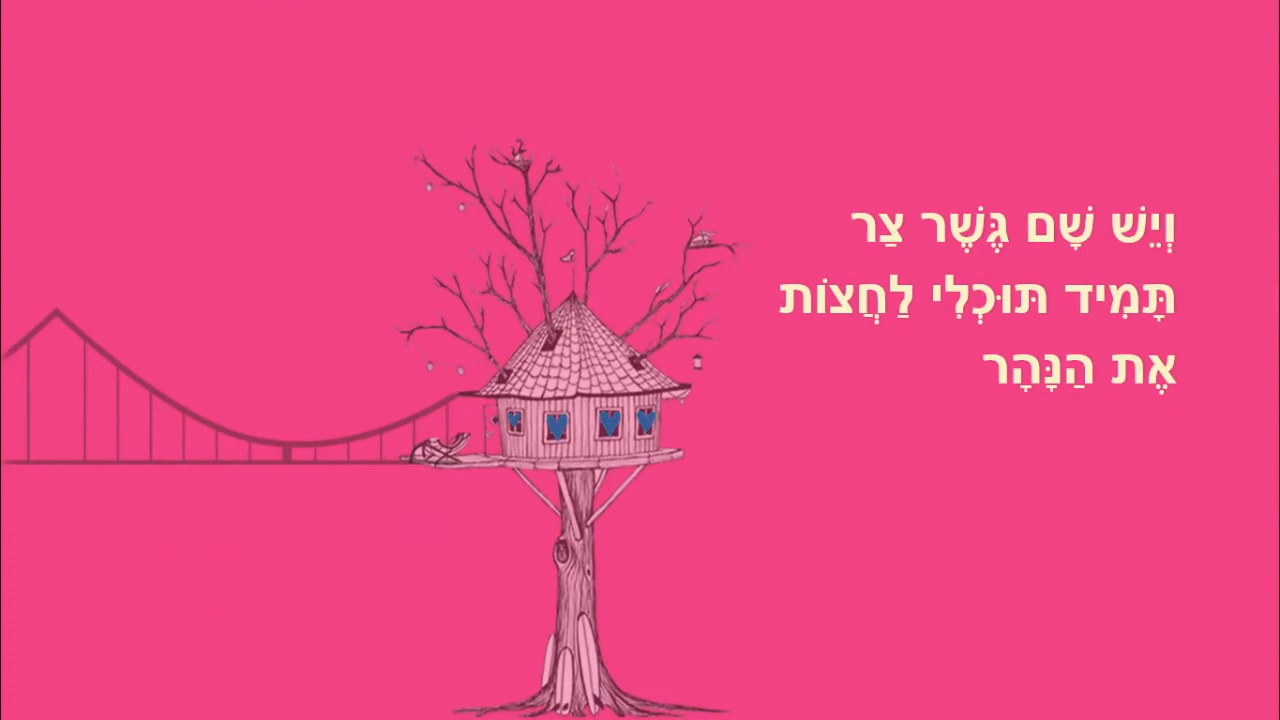 וְיֵשׁ שָׁם גֶּשֶׁר צַר
תָּמִיד תּוּכְלִי לַחֲצוֹת
אֶת הַנָּהָר